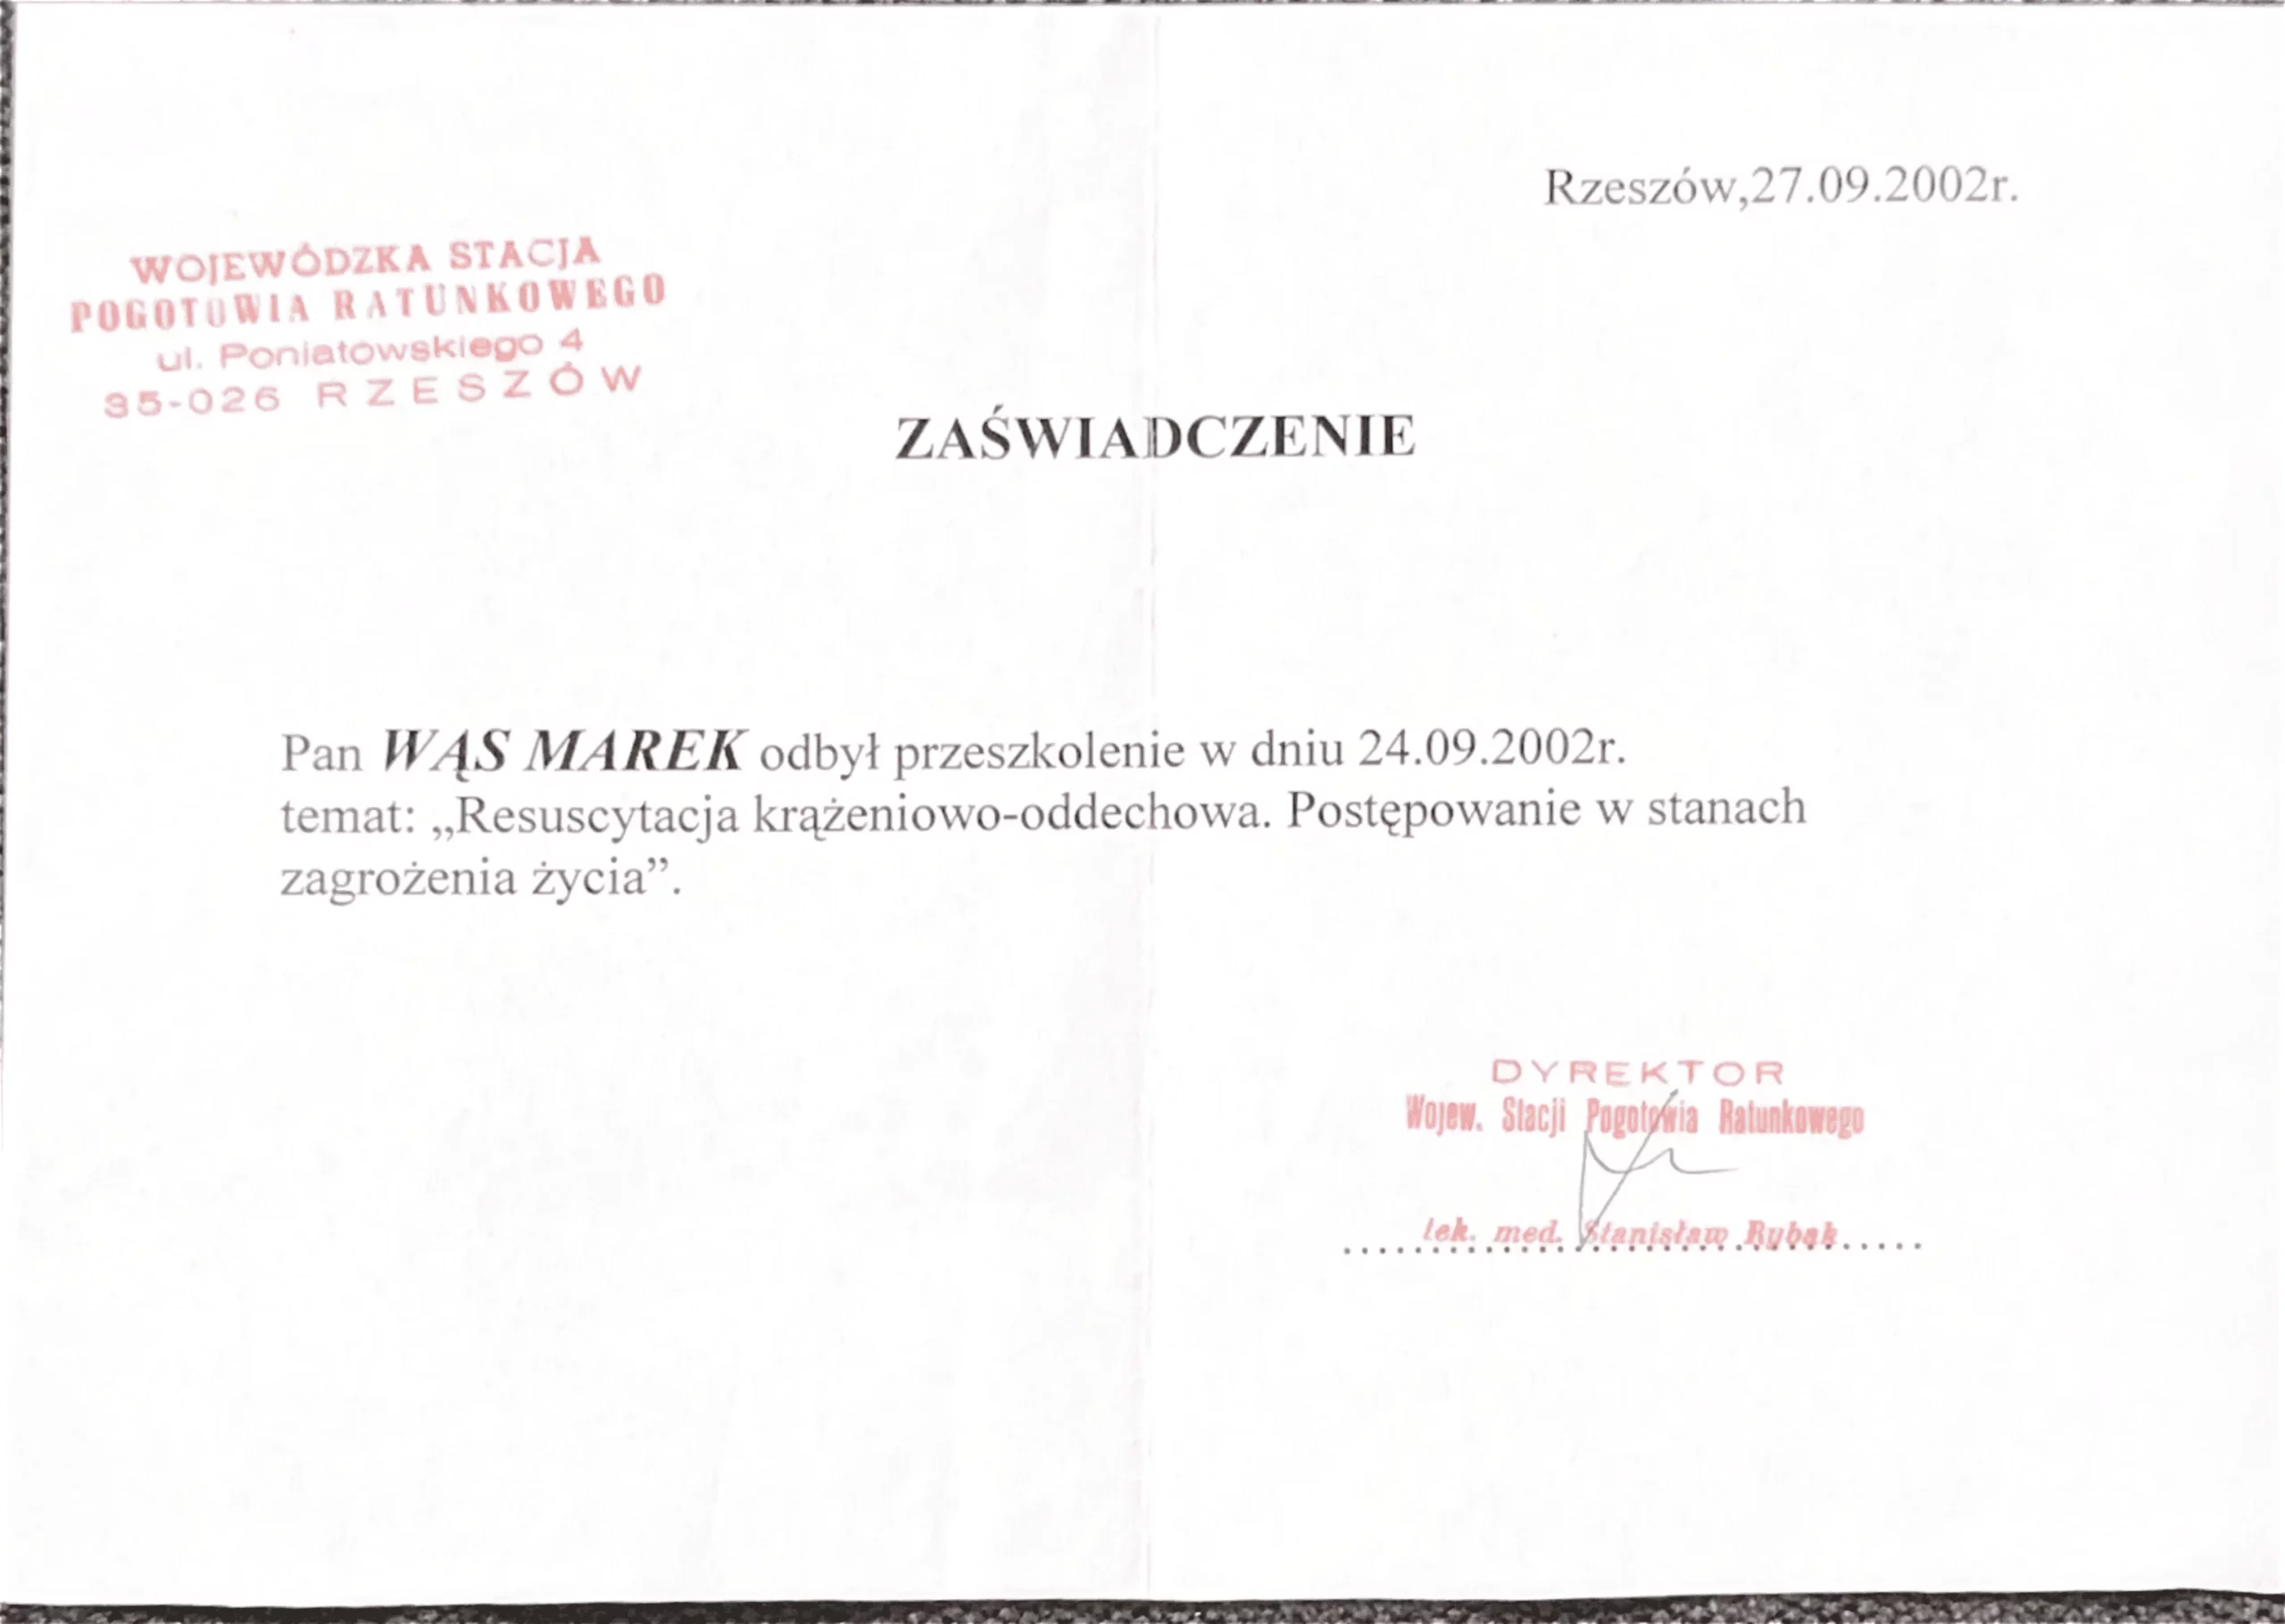 Rzeszów,27.09.2002r.
WOJEWÓDZKA STACJA
POGOTOWIA RATUNKOWEGO
ul. Poniatowskiego 4
35-026 RZESZÓW
ZAŚWIADCZENIE
Pan WĄS MAREK odbył przeszkolenie w dniu 24.09.2002r.
temat: „Resuscytacja krążeniowo-oddechowa. Postępowanie w stanach
zagrożenia życia”.
DYREKTOR
Wojew. Stacji Pogotowia Ratunkowego
lek. med. Stanisław Rybak